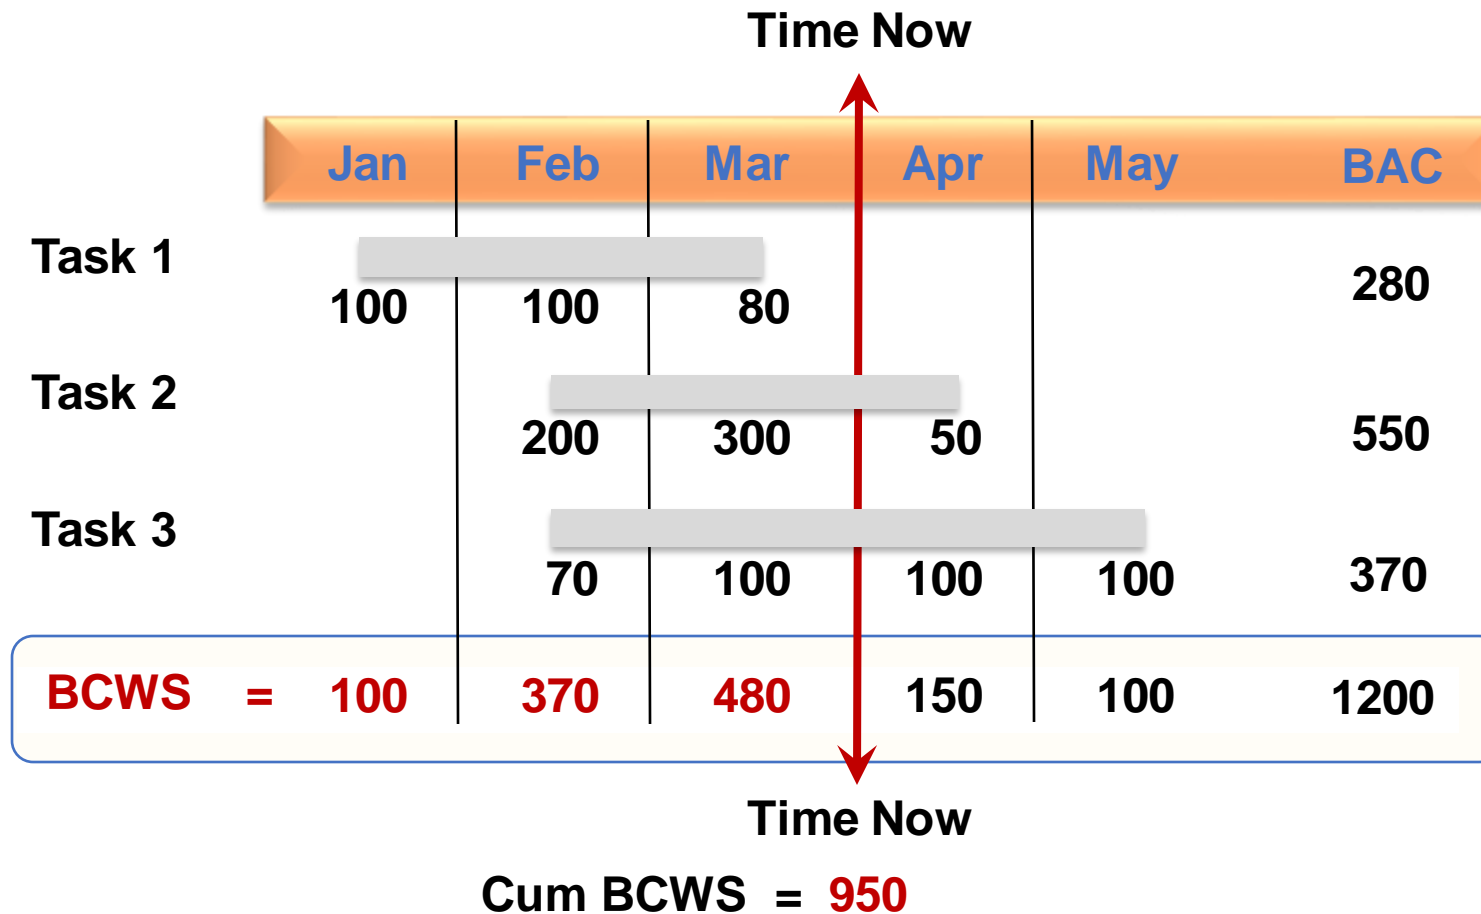 Time Now
Jan Feb Mar Apr May BAC
Task 1
100 100 80 280
Task 2
200 300 50 550
Task 3
70 100 100 100 370
BCWS = 100 370 480 150 100 1200
Time Now
Cum BCWS = 950